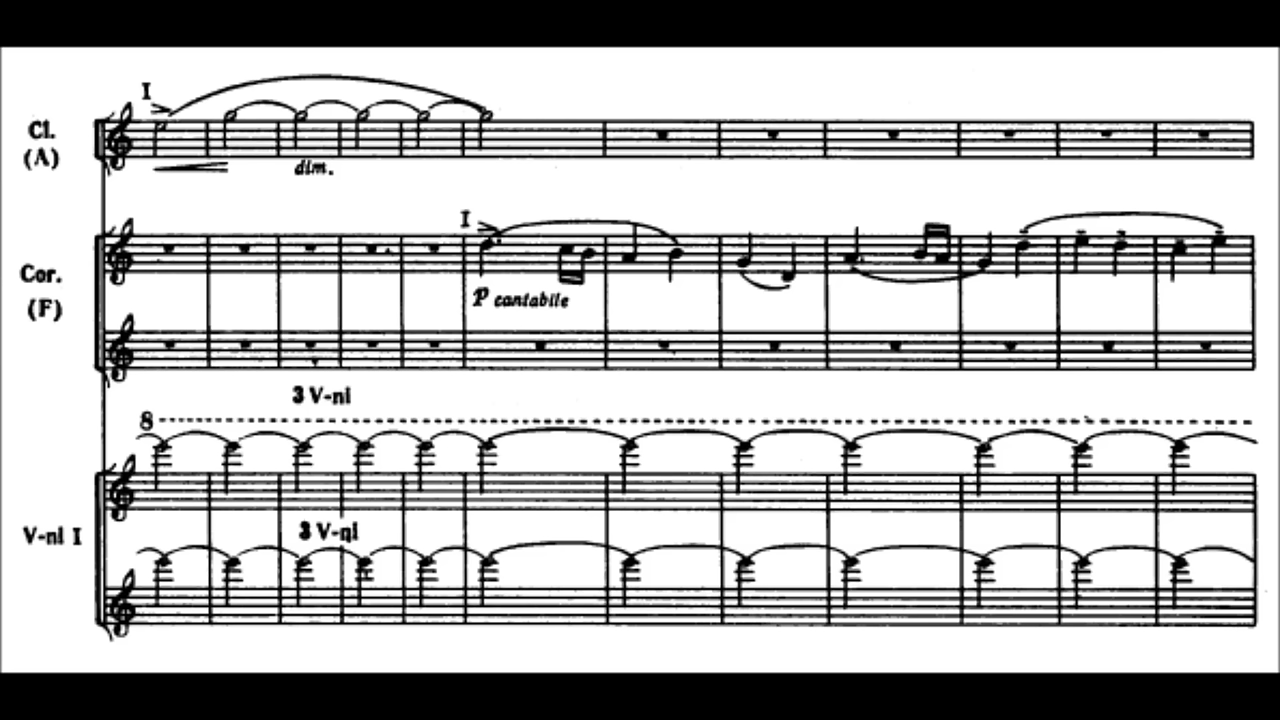 I
Cl.
(A)
dim.
I
Cor.
(F)
P cantabile
3 V-ni
8
V-ni I
3 V-ni